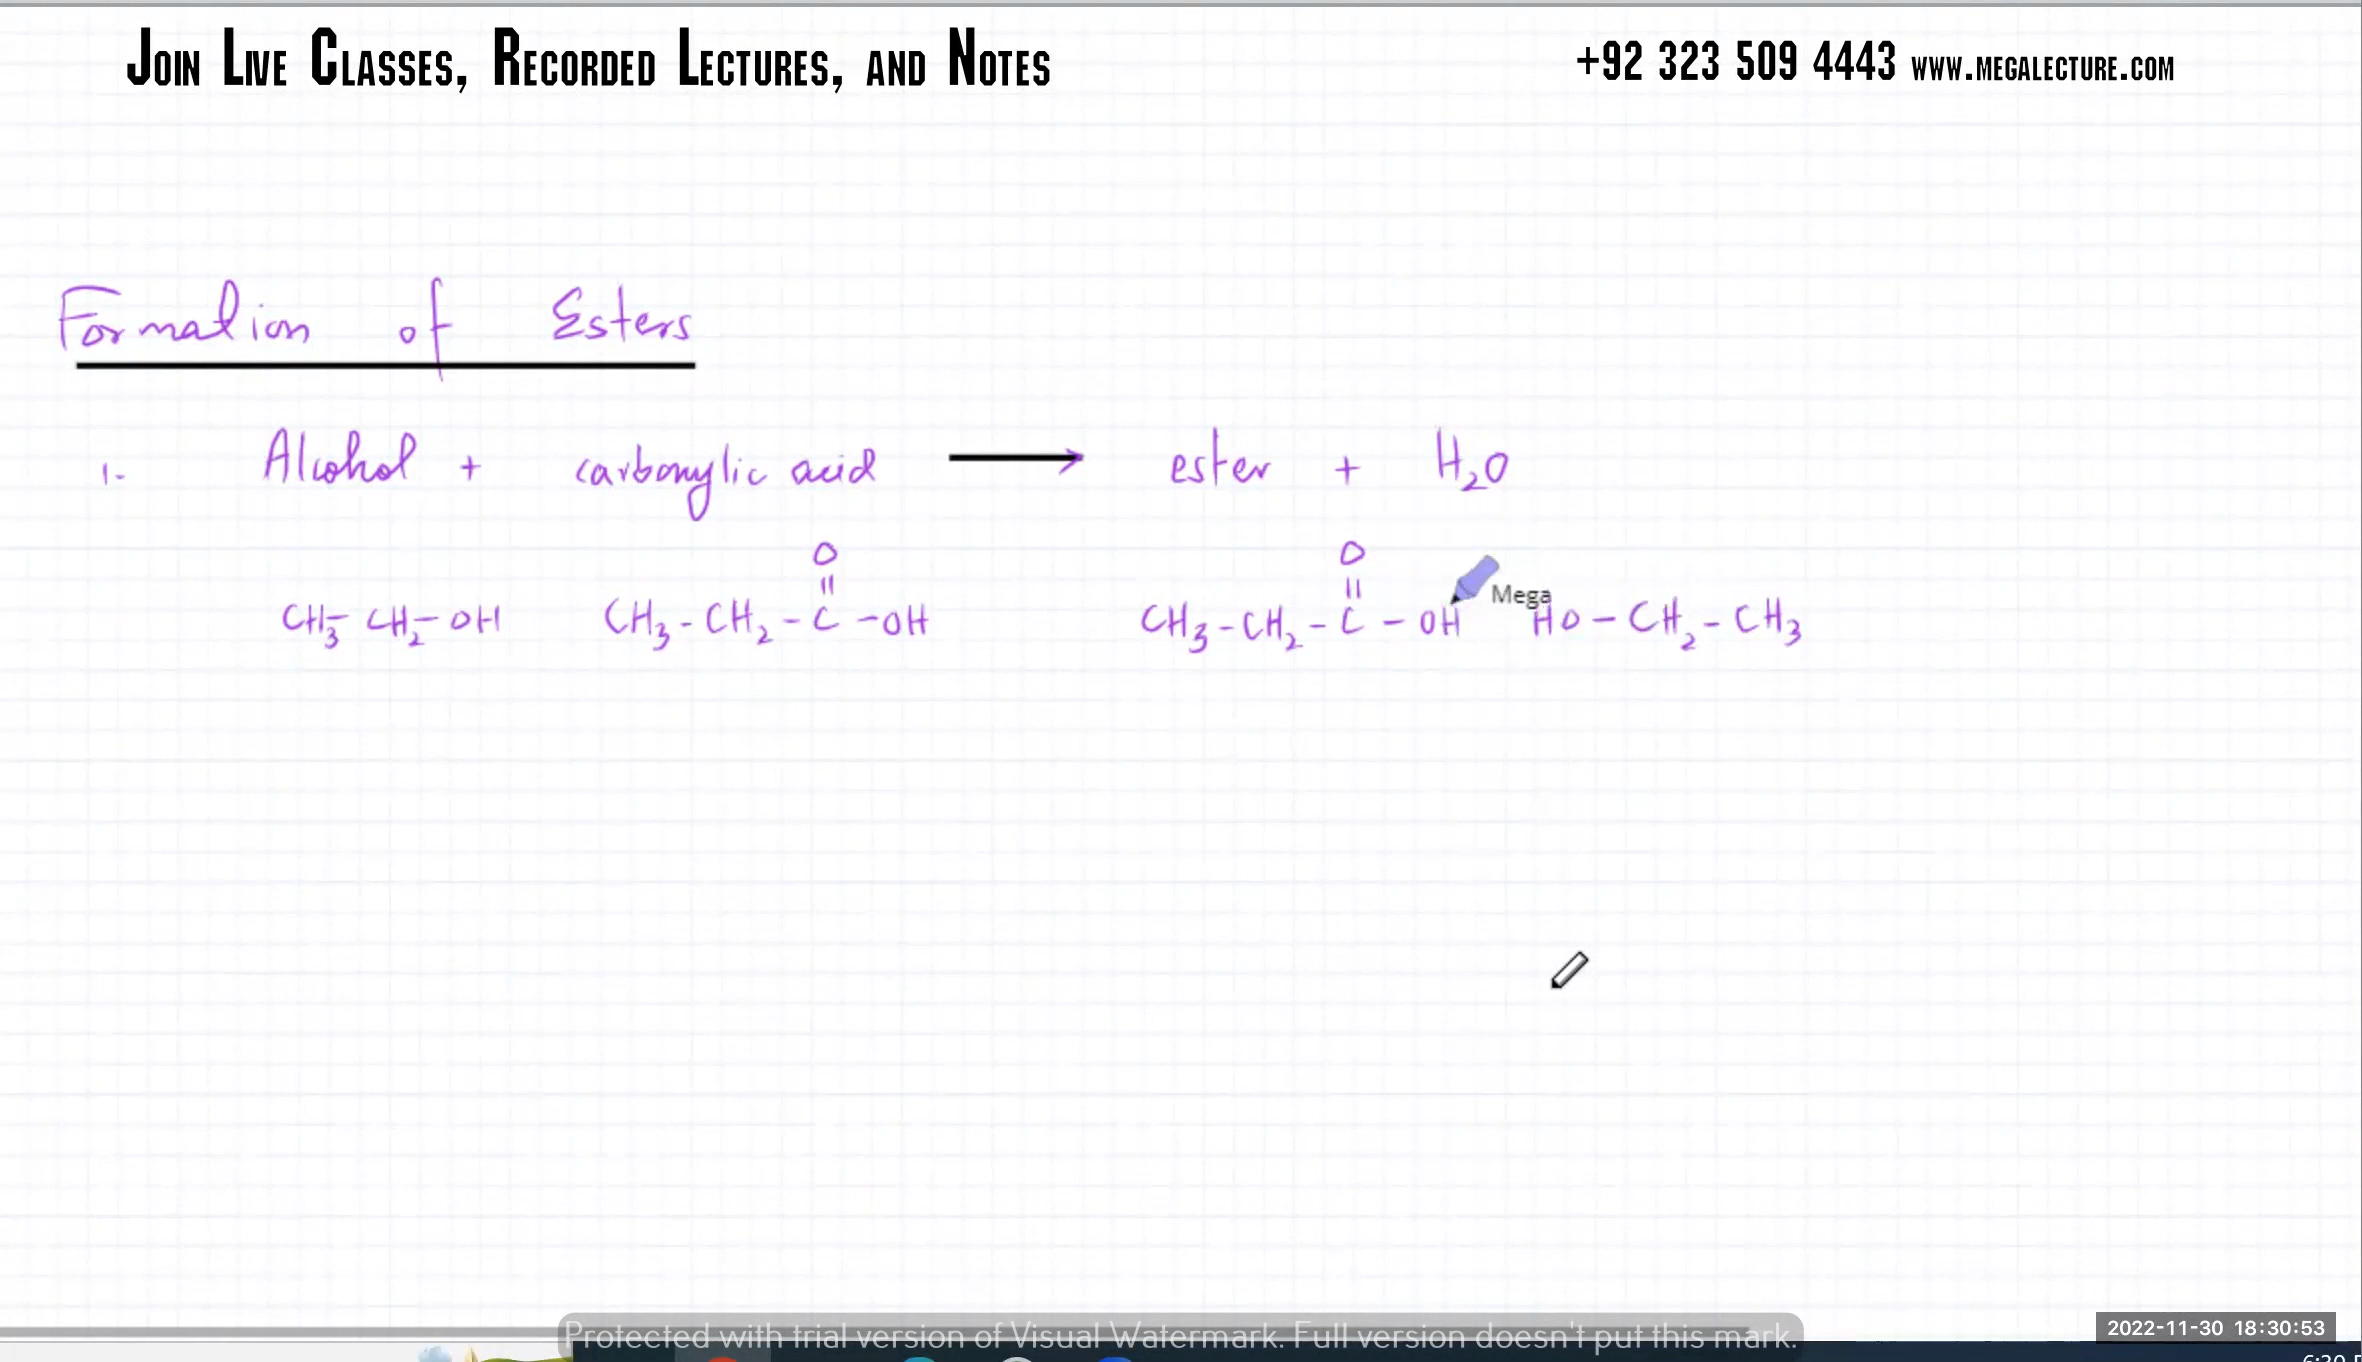 JOIN LIVE CLASSES, RECORDED LECTURES, AND NOTES
+92 323 509 4443 WWW.MEGALECTURE.COM
Formation of Esters
1- Alcohol + carboxylic acid ⟶ ester + H₂O
O O
|| ||
CH₃-CH₂-OH CH₃-CH₂-C-OH CH₃-CH₂-C-OH HO-CH₂-CH₃
Mega
Protected with trial version of Visual Watermark. Full version doesn't put this mark.
2022-11-30 18:30:53